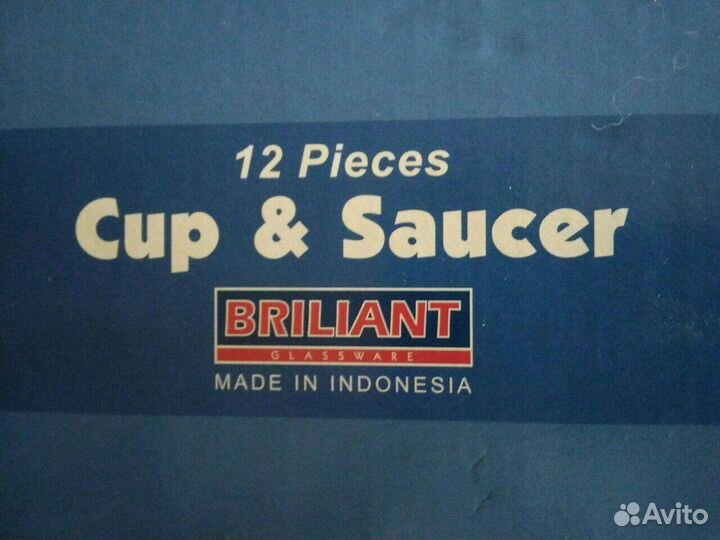 12 Pieces
Cup & Saucer
BRILIANT
GLASSWARE
MADE IN INDONESIA
Avito